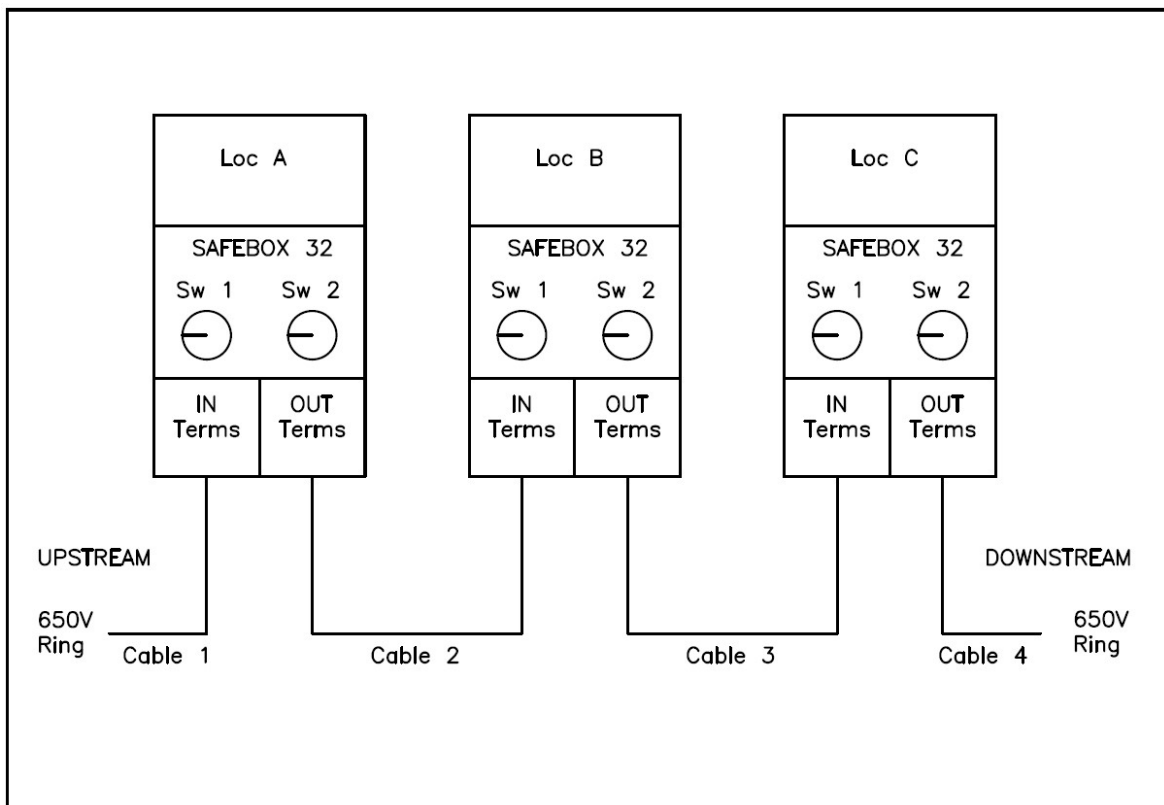 Loc A
SAFEBOX 32
Sw 1 Sw 2
IN
Terms
OUT
Terms
Loc B
SAFEBOX 32
Sw 1 Sw 2
IN
Terms
OUT
Terms
Loc C
SAFEBOX 32
Sw 1 Sw 2
IN
Terms
OUT
Terms
UPSTREAM
650V
Ring
Cable 1
Cable 2
Cable 3
Cable 4
DOWNSTREAM
650V
Ring